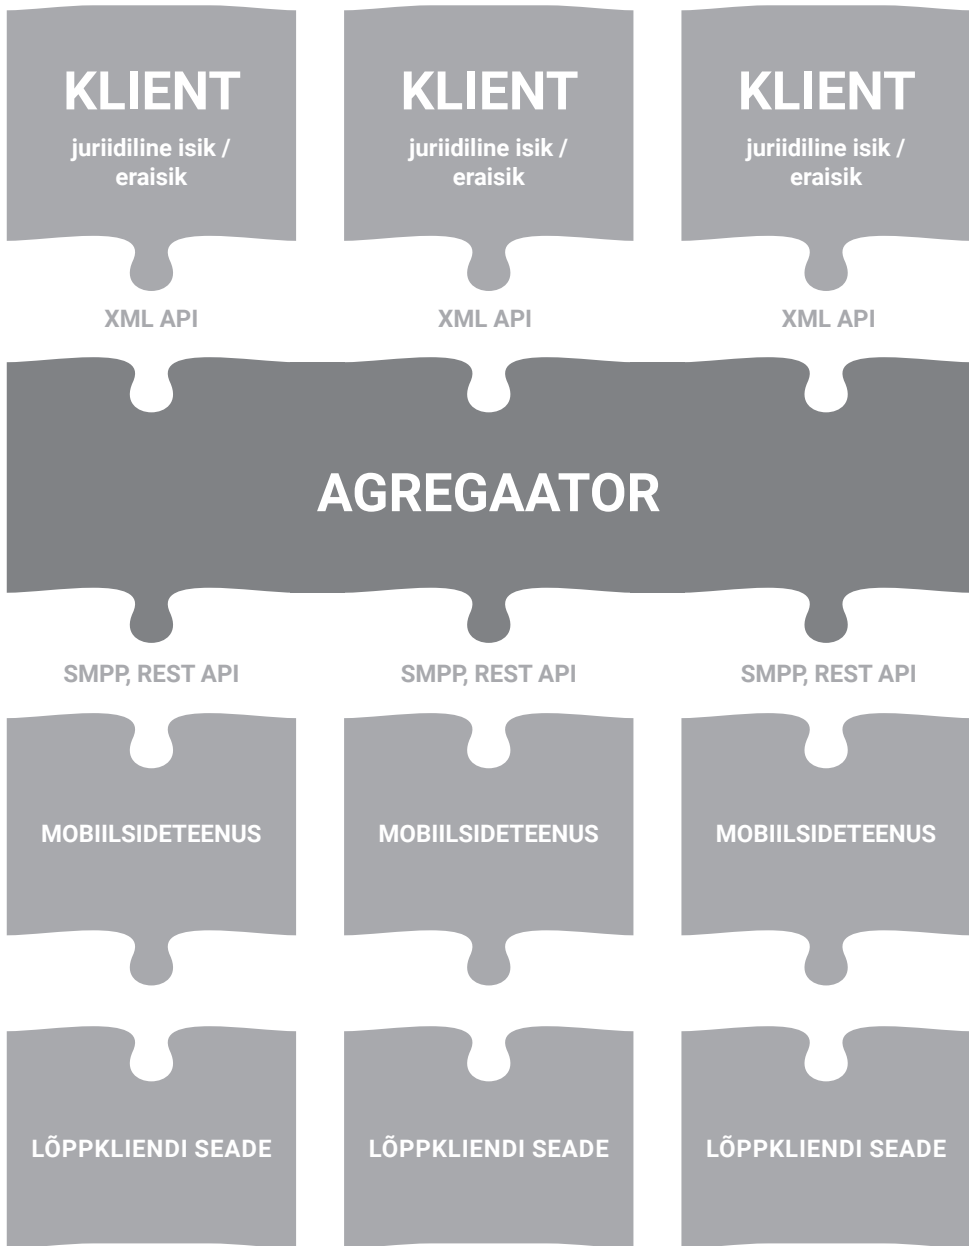 KLIENT
juriidiline isik /
eraisik
KLIENT
juriidiline isik /
eraisik
KLIENT
juriidiline isik /
eraisik
XML API
XML API
XML API
AGREGAATOR
SMPP, REST API
SMPP, REST API
SMPP, REST API
MOBIILSIDETEENUS
MOBIILSIDETEENUS
MOBIILSIDETEENUS
LÕPPKLIENDI SEADE
LÕPPKLIENDI SEADE
LÕPPKLIENDI SEADE